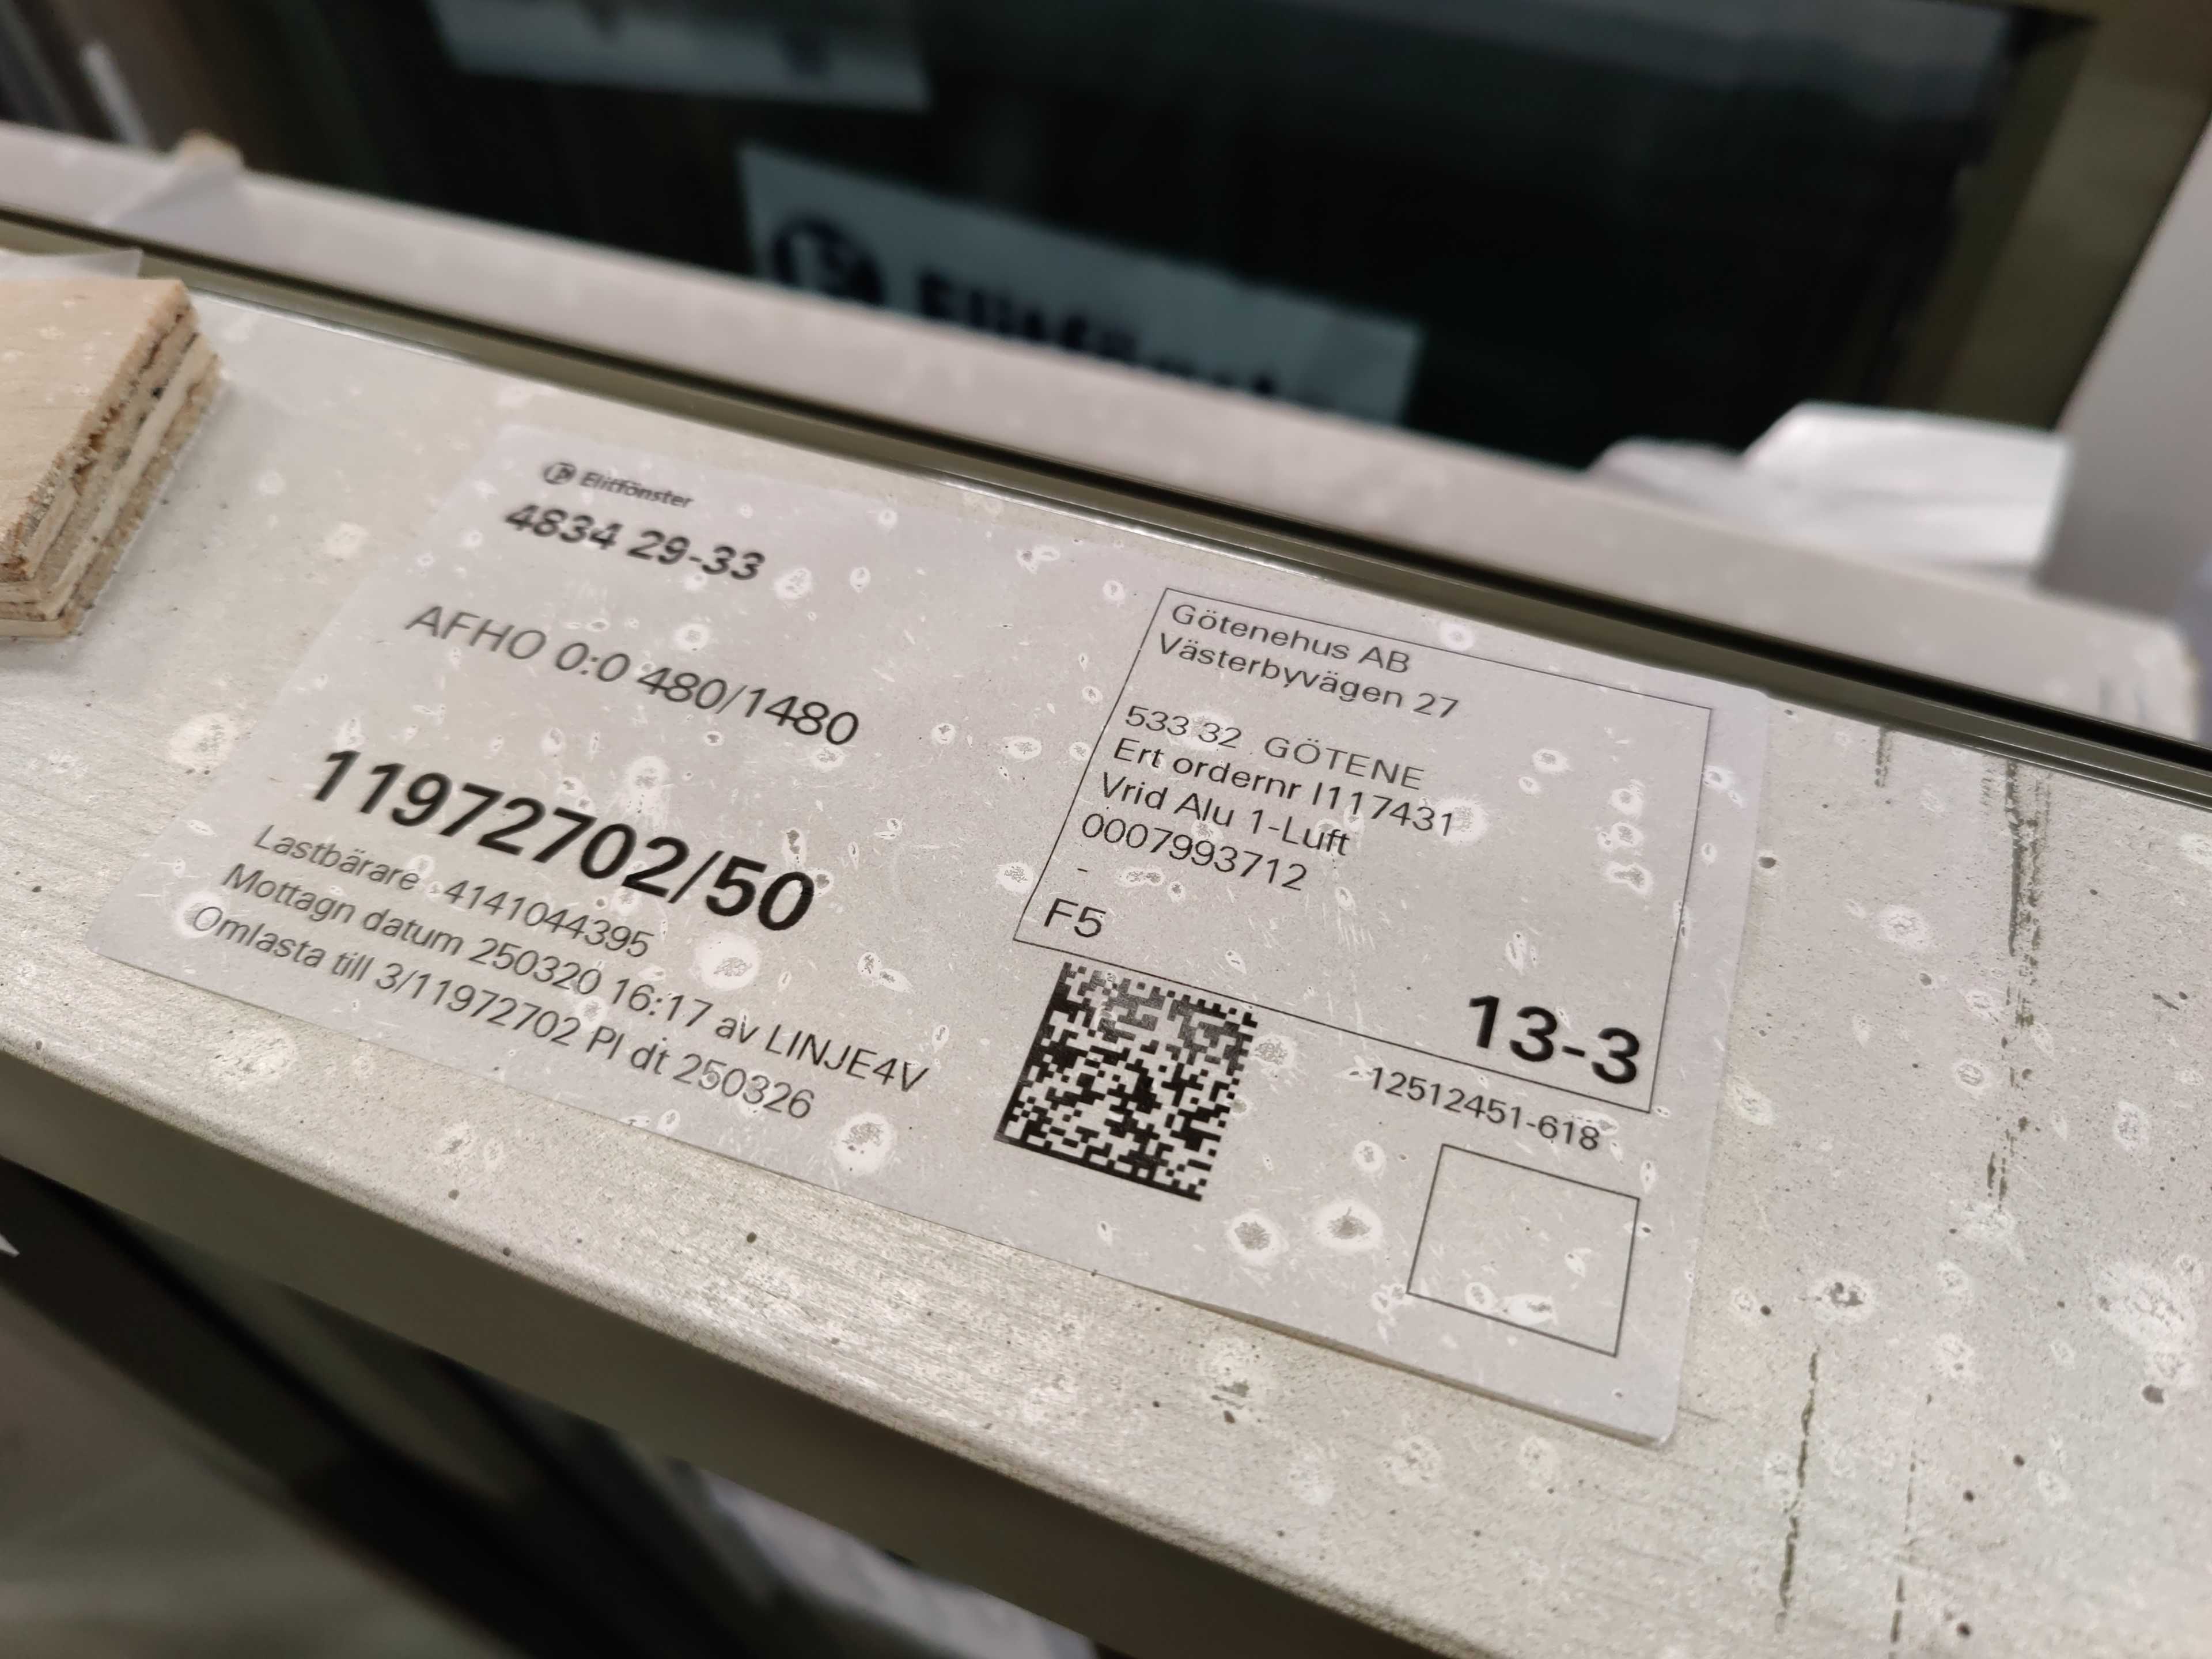 Elitfönster
4834 29-33
AFHO 0:0 480/1480
11972702/50
Lastbärare 4141044395
Mottagn datum 250320 16:17 av LINJE4V
Omlasta till 3/11972702 Pl dt 250326
Götenehus AB
Västerbyvägen 27
533 32 GÖTENE
Ert ordernr I117431
Vrid Alu 1-Luft
0007993712
-
F5
13-3
12512451-618
Elitfönster